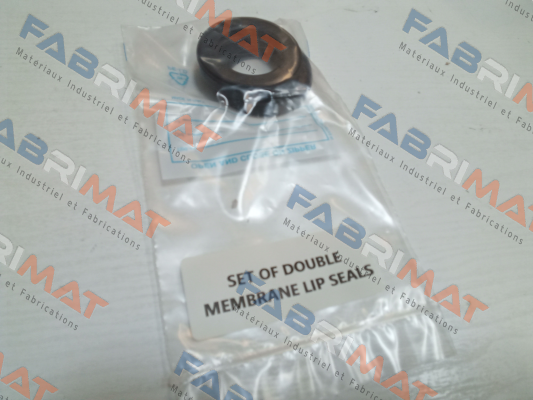 FABRIMAT
Materiaux Industriel et Fabrications
SET OF DOUBLE
MEMBRANE LIP SEALS